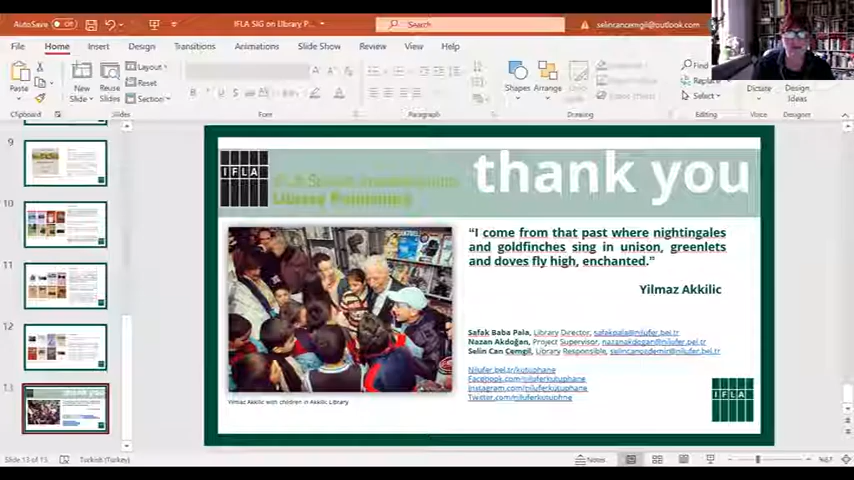 AutoSave Off
IFLA SIG on Library P...
Search
selincancemgil@outlook.com
File Home Insert Design Transitions Animations Slide Show Review View Help
Paste
New Slide
Reuse Slides
Layout
Reset
Section
Shapes
Arrange
Find
Replace
Select
Dictate
Design Ideas
Clipboard
Slides
Font
Paragraph
Drawing
Editing
Voice
Designer
9
10
11
12
13
IFLA
thank you
"I come from that past where nightingales
and goldfinches sing in unison, greenlets
and doves fly high, enchanted."
Yilmaz Akkilic
Şafak Baba Pala, Library Director, safakpala@nilufer.bel.tr
Nazan Akdoğan, Project Supervisor, nazanakdogan@nilufer.bel.tr
Selin Can Cemgil, Library Responsible, selincancemgil@nilufer.bel.tr
Nilufer.bel.tr/kutuphane
Facebook.com/niluferkutuphane
Instagram.com/niluferkutuphane
Twitter.com/niluferkutuphne
Yilmaz Akkilic with children in Akkilic Library
IFLA
Slide 13 of 15
Turkish (Turkey)
Notes
%67